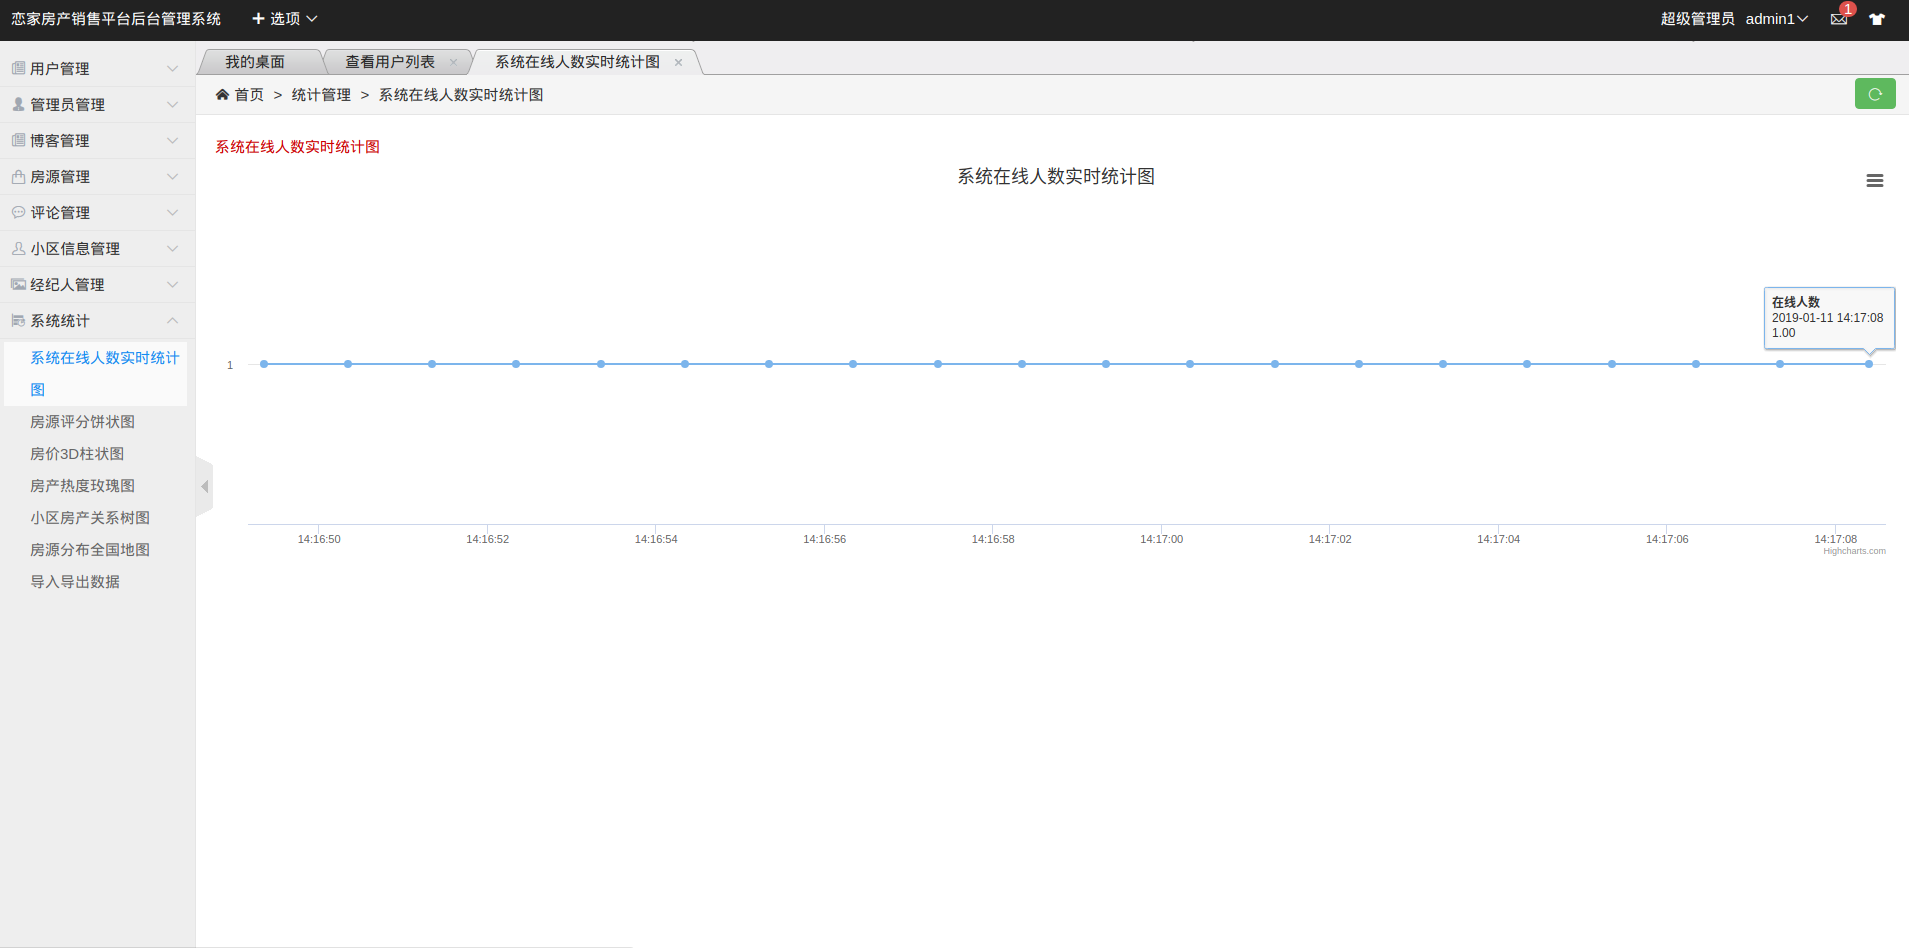 恋家房产销售平台后台管理系统 选项 超级管理员 admin1 1
我的桌面 查看用户列表 系统在线人数实时统计图
首页 > 统计管理 > 系统在线人数实时统计图
用户管理
管理员管理
博客管理
房源管理
评论管理
小区信息管理
经纪人管理
系统统计
系统在线人数实时统计
图
房源评分饼状图
房价3D柱状图
房产热度玫瑰图
小区房产关系树图
房源分布全国地图
导入导出数据
系统在线人数实时统计图
系统在线人数实时统计图
在线人数
2019-01-11 14:17:08
1.00
1
14:16:50 14:16:52 14:16:54 14:16:56 14:16:58 14:17:00 14:17:02 14:17:04 14:17:06 14:17:08
Highcharts.com